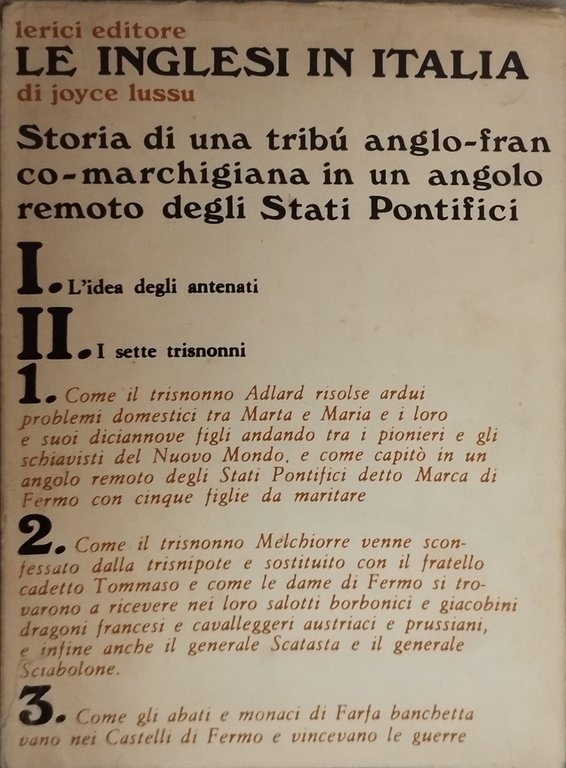 lerici editore
LE INGLESI IN ITALIA
di joyce lussu
Storia di una tribú anglo-fran
co-marchigiana in un angolo
remoto degli Stati Pontifici
I. L'idea degli antenati
II. I sette trisnonni
1. Come il trisnonno Adlard risolse ardui
problemi domestici tra Marta e Maria e i loro
e suoi diciannove figli andando tra i pionieri e gli
schiavisti del Nuovo Mondo, e come capitò in un
angolo remoto degli Stati Pontifici detto Marca di
Fermo con cinque figlie da maritare
2. Come il trisnonno Melchiorre venne scon-
fessato dalla trisnipote e sostituito con il fratello
cadetto Tommaso e come le dame di Fermo si tro-
varono a ricevere nei loro salotti borbonici e giacobini
dragoni francesi e cavalleggeri austriaci e prussiani,
e infine anche il generale Scatasta e il generale
Sciabolone.
3. Come gli abati e monaci di Farfa banchetta
vano nei Castelli di Fermo e vincevano le guerre